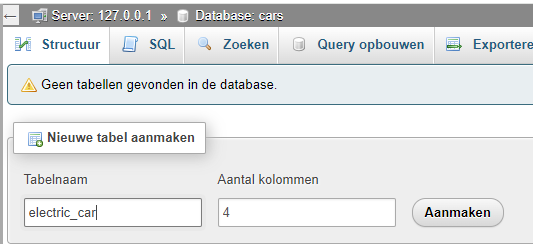 Server: 127.0.0.1 » Database: cars
Structuur SQL Zoeken Query opbouwen Exportere
Geen tabellen gevonden in de database.
Nieuwe tabel aanmaken
Tabelnaam Aantal kolommen
electric_car 4 Aanmaken